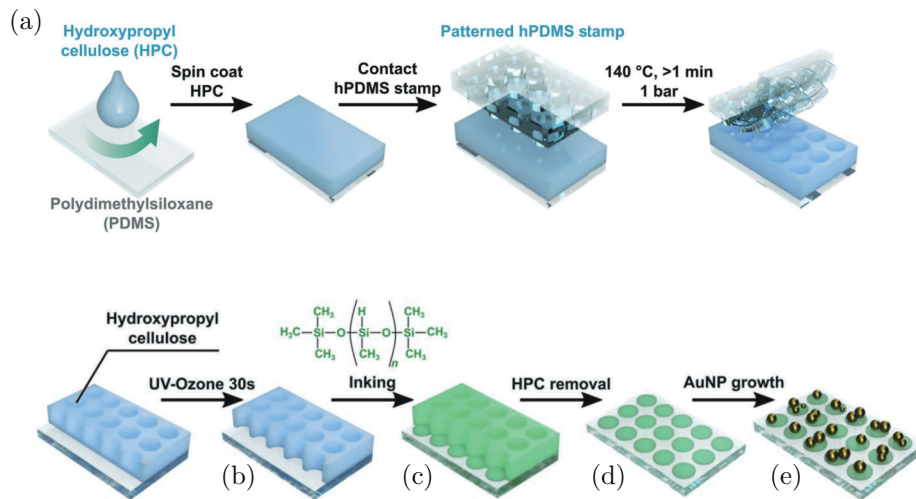 (a)
Hydroxypropyl
cellulose (HPC)
Spin coat
HPC
Contact
hPDMS stamp
Patterned hPDMS stamp
140 °C, >1 min
1 bar
Polydimethylsiloxane
(PDMS)
Hydroxypropyl
cellulose
UV-Ozone 30s
CH₃ H CH₃
H₃C—Si—O—Si—O—Si—CH₃
CH₃ CH₃ CH₃
n
Inking
HPC removal
AuNP growth
(b)
(c)
(d)
(e)